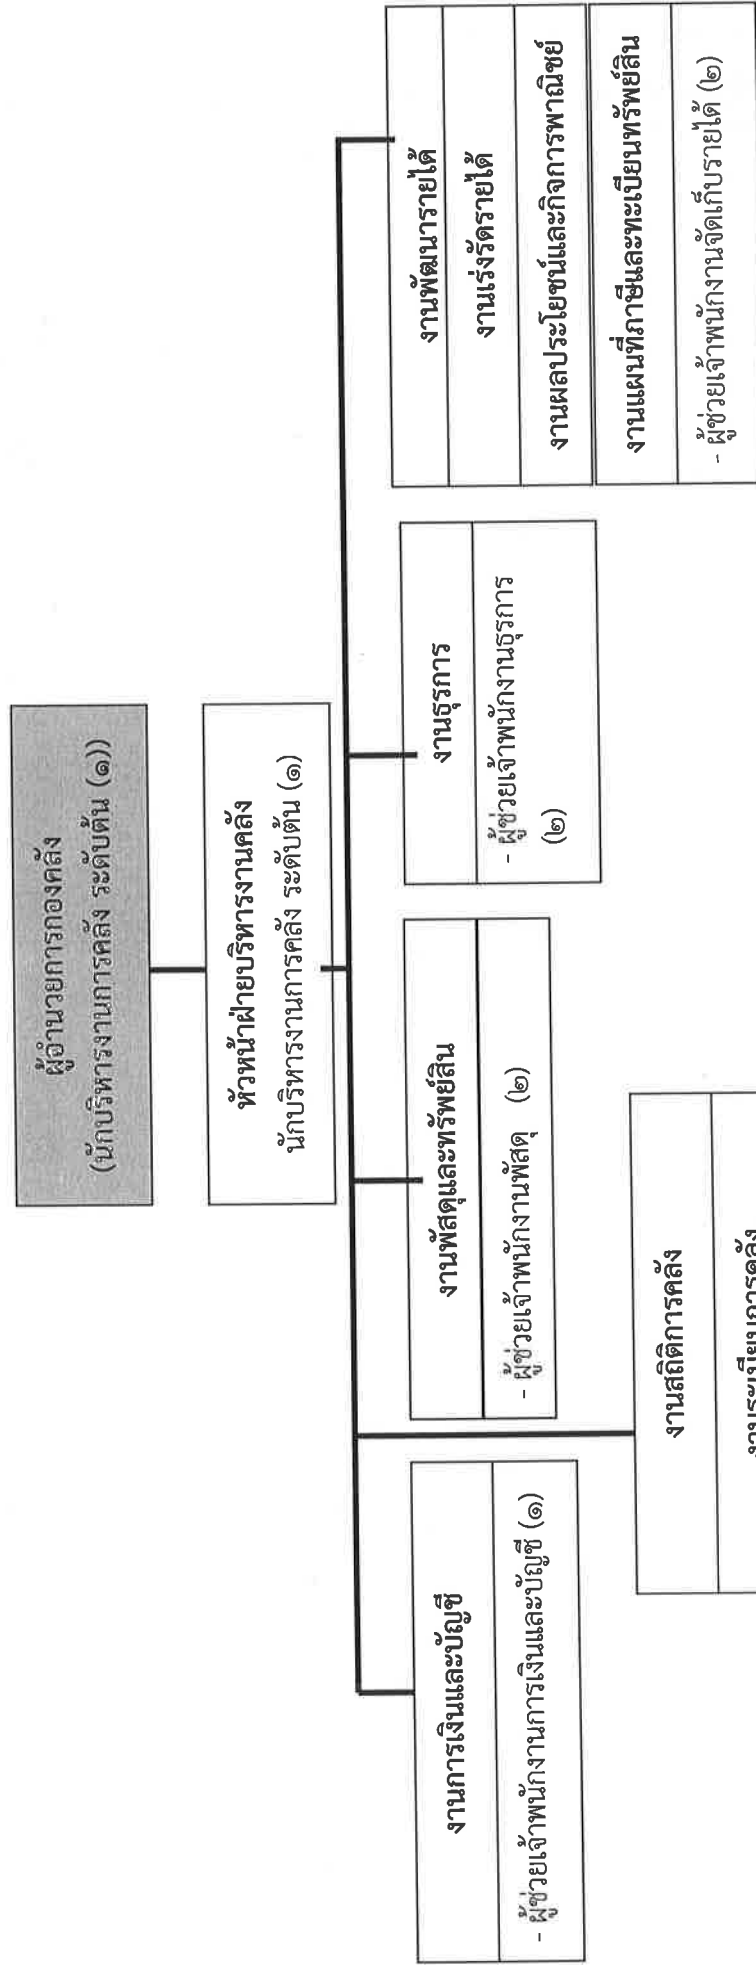 ผู้อำนวยการกองคลัง
(นักบริหารงานการคลัง ระดับต้น (๑))
หัวหน้าฝ่ายบริหารงานคลัง
นักบริหารงานการคลัง ระดับต้น (๑)
งานการเงินและบัญชี
- ผู้ช่วยเจ้าพนักงานการเงินและบัญชี (๑)
งานพัสดุและทรัพย์สิน
- ผู้ช่วยเจ้าพนักงานพัสดุ (๒)
งานธุรการ
- ผู้ช่วยเจ้าพนักงานธุรการ
(๒)
งานพัฒนารายได้
งานเร่งรัดรายได้
งานผลประโยชน์และกิจการพาณิชย์
งานแผนที่ภาษีและทะเบียนทรัพย์สิน
- ผู้ช่วยเจ้าพนักงานจัดเก็บรายได้ (๒)
งานสถิติการคลัง
งานระเบียบการคลัง